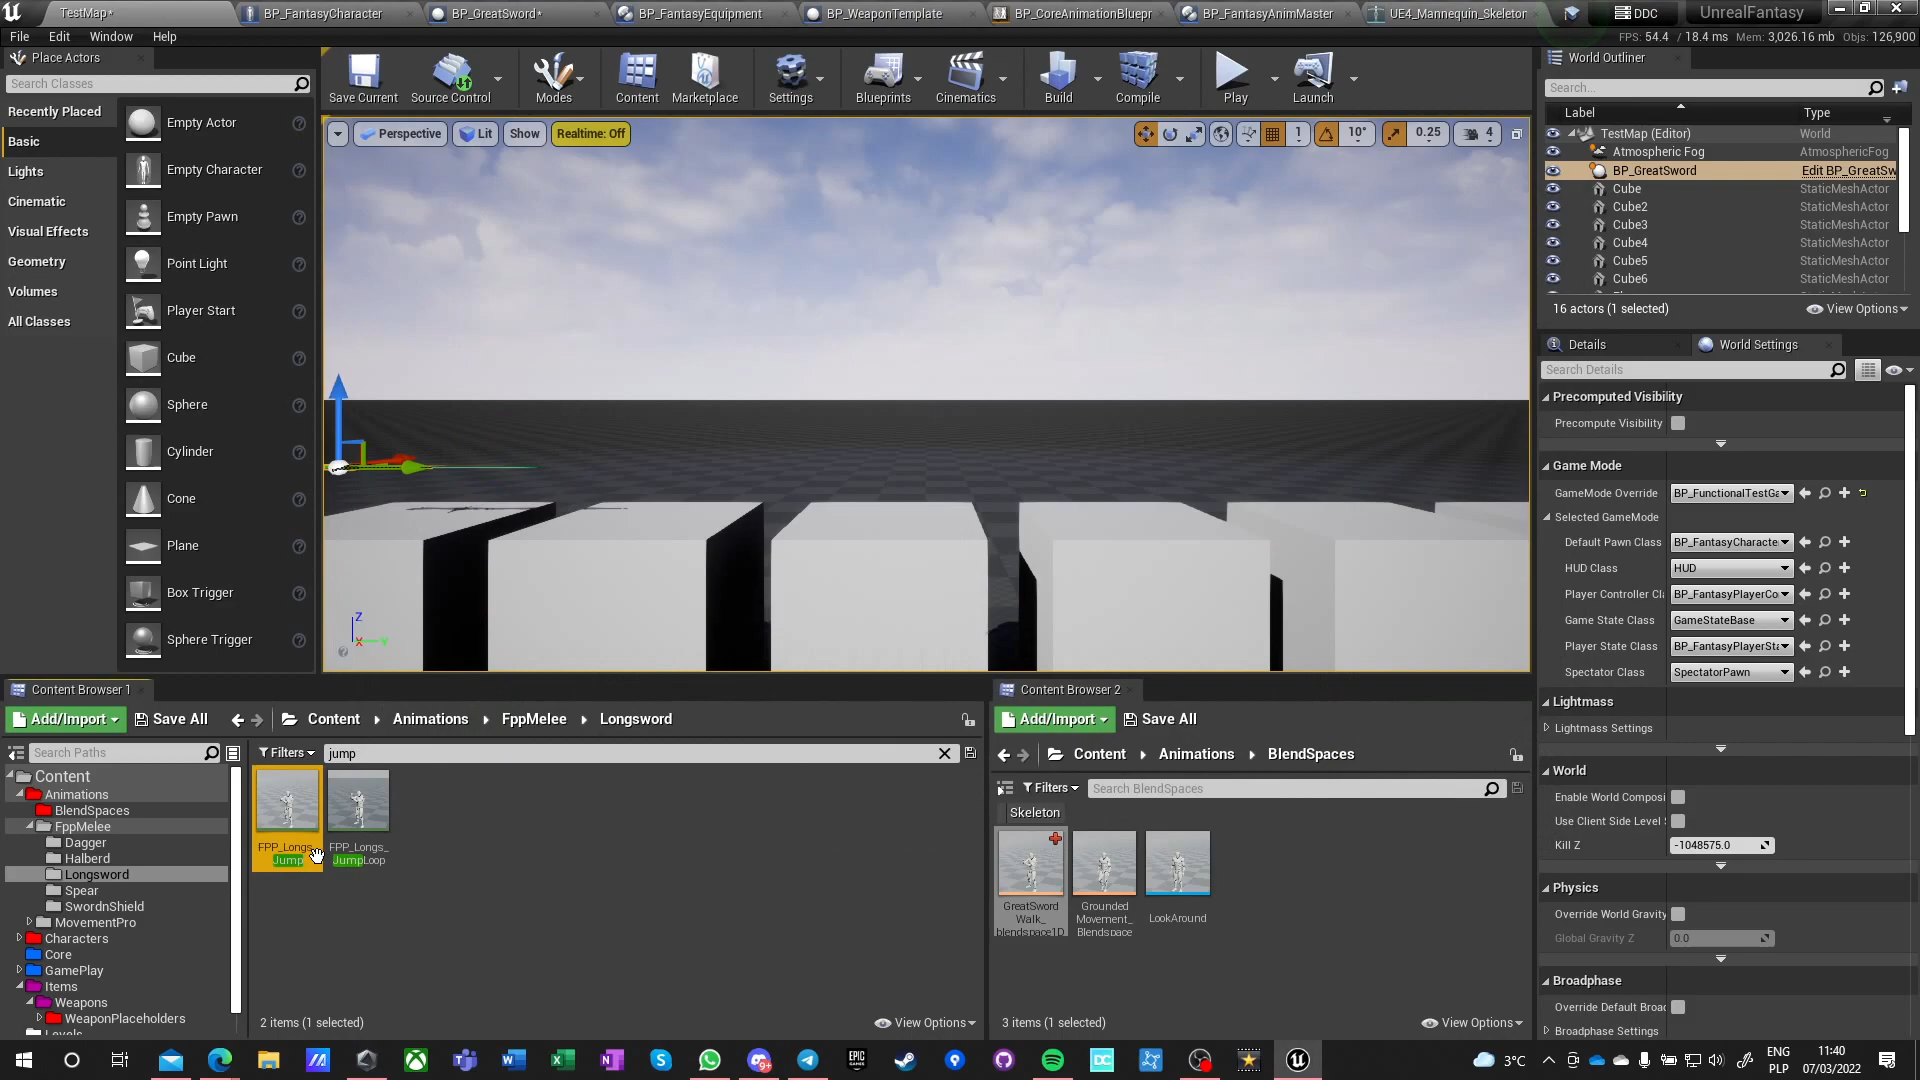 TestMap*
BP_FantasyCharacter
BP_GreatSword*
BP_FantasyEquipment
BP_WeaponTemplate
BP_CoreAnimationBluepr
BP_FantasyAnimMaster
UE4_Mannequin_Skeleton
DDC
UnrealFantasy
File Edit Window Help
FPS: 54.4 / 18.4 ms Mem: 3,026.16 mb Objs: 126,900
Place Actors
Search Classes
Recently Placed
Basic
Lights
Cinematic
Visual Effects
Geometry
Volumes
All Classes
Empty Actor
Empty Character
Empty Pawn
Point Light
Player Start
Cube
Sphere
Cylinder
Cone
Plane
Box Trigger
Sphere Trigger
Save Current
Source Control
Modes
Content
Marketplace
Settings
Blueprints
Cinematics
Build
Compile
Play
Launch
Perspective
Lit
Show
Realtime: Off
1
10°
0.25
4
Z
X
Y
World Outliner
Search...
Label Type
TestMap (Editor) World
Atmospheric Fog AtmosphericFog
BP_GreatSword Edit BP_GreatSw
Cube StaticMeshActor
Cube2 StaticMeshActor
Cube3 StaticMeshActor
Cube4 StaticMeshActor
Cube5 StaticMeshActor
Cube6 StaticMeshActor
16 actors (1 selected)
View Options
Details
World Settings
Search Details
Precomputed Visibility
Precompute Visibility
Game Mode
GameMode Override BP_FunctionalTestGa
Selected GameMode
Default Pawn Class BP_FantasyCharacte
HUD Class HUD
Player Controller Cla BP_FantasyPlayerCo
Game State Class GameStateBase
Player State Class BP_FantasyPlayerSta
Spectator Class SpectatorPawn
Lightmass
Lightmass Settings
World
Enable World Composi
Use Client Side Level S
Kill Z -1048575.0
Physics
Override World Gravity
Global Gravity Z 0.0
Broadphase
Override Default Broad
Broadphase Settings
Content Browser 1
Add/Import
Save All
Content
Animations
FppMelee
Longsword
Search Paths
Filters
jump
Content
Animations
BlendSpaces
FppMelee
Dagger
Halberd
Longsword
Spear
SwordnShield
MovementPro
Characters
Core
GamePlay
Items
Weapons
WeaponPlaceholders
Levels
FPP_Longs_
Jump
FPP_Longs_
JumpLoop
2 items (1 selected)
View Options
Content Browser 2
Add/Import
Save All
Content
Animations
BlendSpaces
Filters
Search BlendSpaces
Skeleton
GreatSword
Walk_
blendspace1D
Grounded
Movement_
Blendspace
LookAround
3 items (1 selected)
View Options
9+
EPIC
GAMES
DC
3°C
ENG
PLP
11:40
07/03/2022